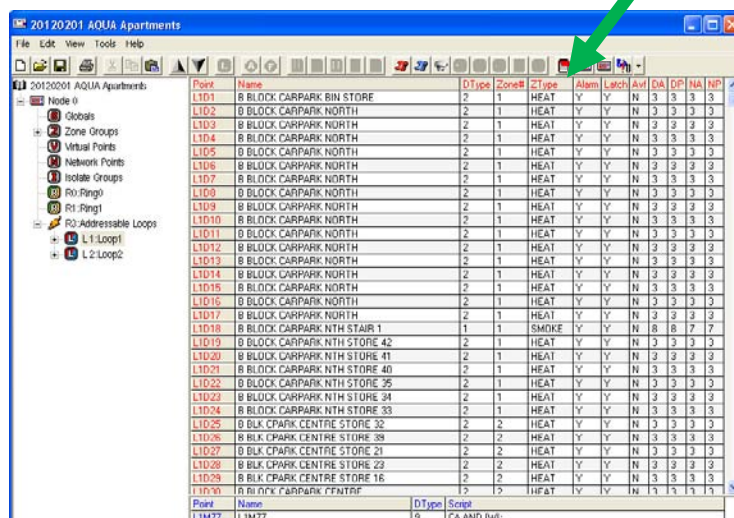 20120201 AQUA Apartments
File Edit View Tools Help
20120201 AQUA Apartments
Node 0
Globals
Zone Groups
Virtual Points
Network Points
Isolate Groups
R0:Ring0
R1:Ring1
R3:Addressable Loops
L 1:Loop1
L 2:Loop2
Point Name DType Zone# ZType Alarm Latch Avf DA DP NA NP
L1D1 B BLOCK CARPARK BIN STORE 2 1 HEAT Y Y N 3 3 3 3
L1D2 B BLOCK CARPARK NORTH 2 1 HEAT Y Y N 3 3 3 3
L1D3 B BLOCK CARPARK NORTH 2 1 HEAT Y Y N 3 3 3 3
L1D4 B BLOCK CARPARK NORTH 2 1 HEAT Y Y N 3 3 3 3
L1D5 B BLOCK CARPARK NORTH 2 1 HEAT Y Y N 3 3 3 3
L1D6 B BLOCK CARPARK NORTH 2 1 HEAT Y Y N 3 3 3 3
L1D7 B BLOCK CARPARK NORTH 2 1 HEAT Y Y N 3 3 3 3
L1D8 B BLOCK CARPARK NORTH 2 1 HEAT Y Y N 3 3 3 3
L1D9 B BLOCK CARPARK NORTH 2 1 HEAT Y Y N 3 3 3 3
L1D10 B BLOCK CARPARK NORTH 2 1 HEAT Y Y N 3 3 3 3
L1D11 B BLOCK CARPARK NORTH 2 1 HEAT Y Y N 3 3 3 3
L1D12 B BLOCK CARPARK NORTH 2 1 HEAT Y Y N 3 3 3 3
L1D13 B BLOCK CARPARK NORTH 2 1 HEAT Y Y N 3 3 3 3
L1D14 B BLOCK CARPARK NORTH 2 1 HEAT Y Y N 3 3 3 3
L1D15 B BLOCK CARPARK NORTH 2 1 HEAT Y Y N 3 3 3 3
L1D16 B BLOCK CARPARK NORTH 2 1 HEAT Y Y N 3 3 3 3
L1D17 B BLOCK CARPARK NORTH 2 1 HEAT Y Y N 3 3 3 3
L1D18 B BLOCK CARPARK NTH STAIR 1 1 1 SMOKE Y Y N 8 8 7 7
L1D19 B BLOCK CARPARK NTH STORE 42 2 1 HEAT Y Y N 3 3 3 3
L1D20 B BLOCK CARPARK NTH STORE 41 2 1 HEAT Y Y N 3 3 3 3
L1D21 B BLOCK CARPARK NTH STORE 40 2 1 HEAT Y Y N 3 3 3 3
L1D22 B BLOCK CARPARK NTH STORE 35 2 1 HEAT Y Y N 3 3 3 3
L1D23 B BLOCK CARPARK NTH STORE 34 2 1 HEAT Y Y N 3 3 3 3
L1D24 B BLOCK CARPARK NTH STORE 33 2 1 HEAT Y Y N 3 3 3 3
L1D25 B BLK CPARK CENTRE STORE 32 2 2 HEAT Y Y N 3 3 3 3
L1D26 B BLK CPARK CENTRE STORE 39 2 2 HEAT Y Y N 3 3 3 3
L1D27 B BLK CPARK CENTRE STORE 21 2 2 HEAT Y Y N 3 3 3 3
L1D28 B BLK CPARK CENTRE STORE 23 2 2 HEAT Y Y N 3 3 3 3
L1D29 B BLK CPARK CENTRE STORE 16 2 2 HEAT Y Y N 3 3 3 3
L1D30 B BLOCK CARPARK CENTRE 2 2 HEAT Y Y N 3 3 3 3
Point Name DType Script
L1M77 L1M77 9